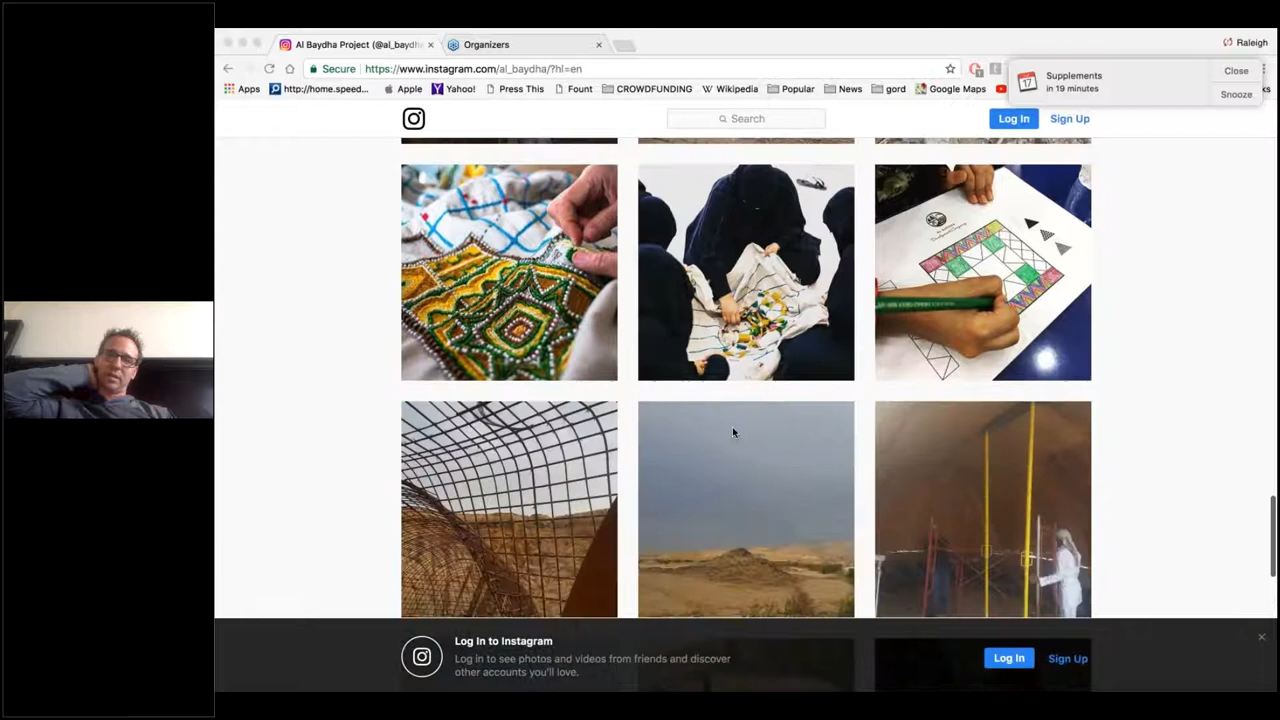 Al Baydha Project (@al_baydha
Organizers
Raleigh
Secure
https://www.instagram.com/al_baydha/?hl=en
Supplements
in 19 minutes
Close
Snooze
Apps
http://home.speed...
Apple
Yahoo!
Press This
Fount
CROWDFUNDING
Wikipedia
Popular
News
gord
Google Maps
Search
Log In
Sign Up
Log In to Instagram
Log in to see photos and videos from friends and discover
other accounts you'll love.
Log In
Sign Up